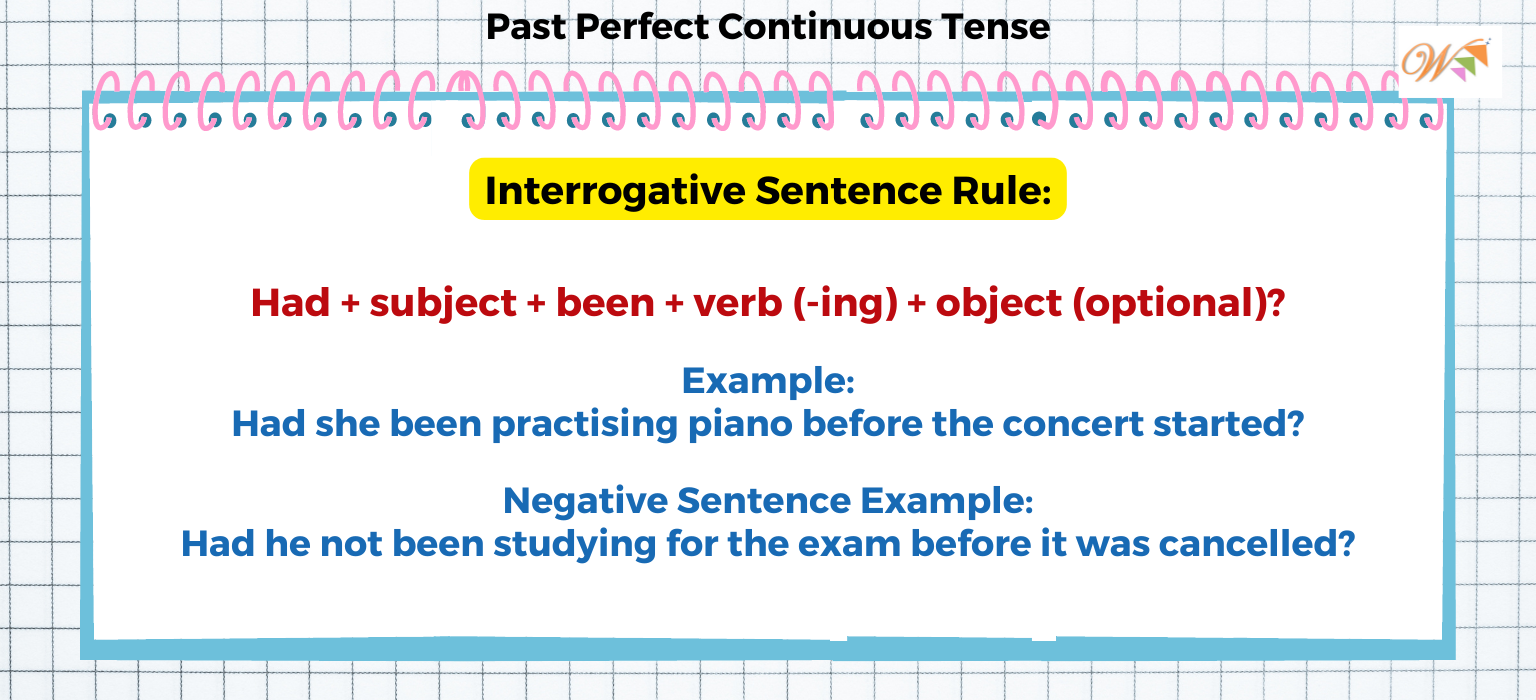 Past Perfect Continuous Tense
W
Interrogative Sentence Rule:
Had + subject + been + verb (-ing) + object (optional)?
Example:
Had she been practising piano before the concert started?
Negative Sentence Example:
Had he not been studying for the exam before it was cancelled?